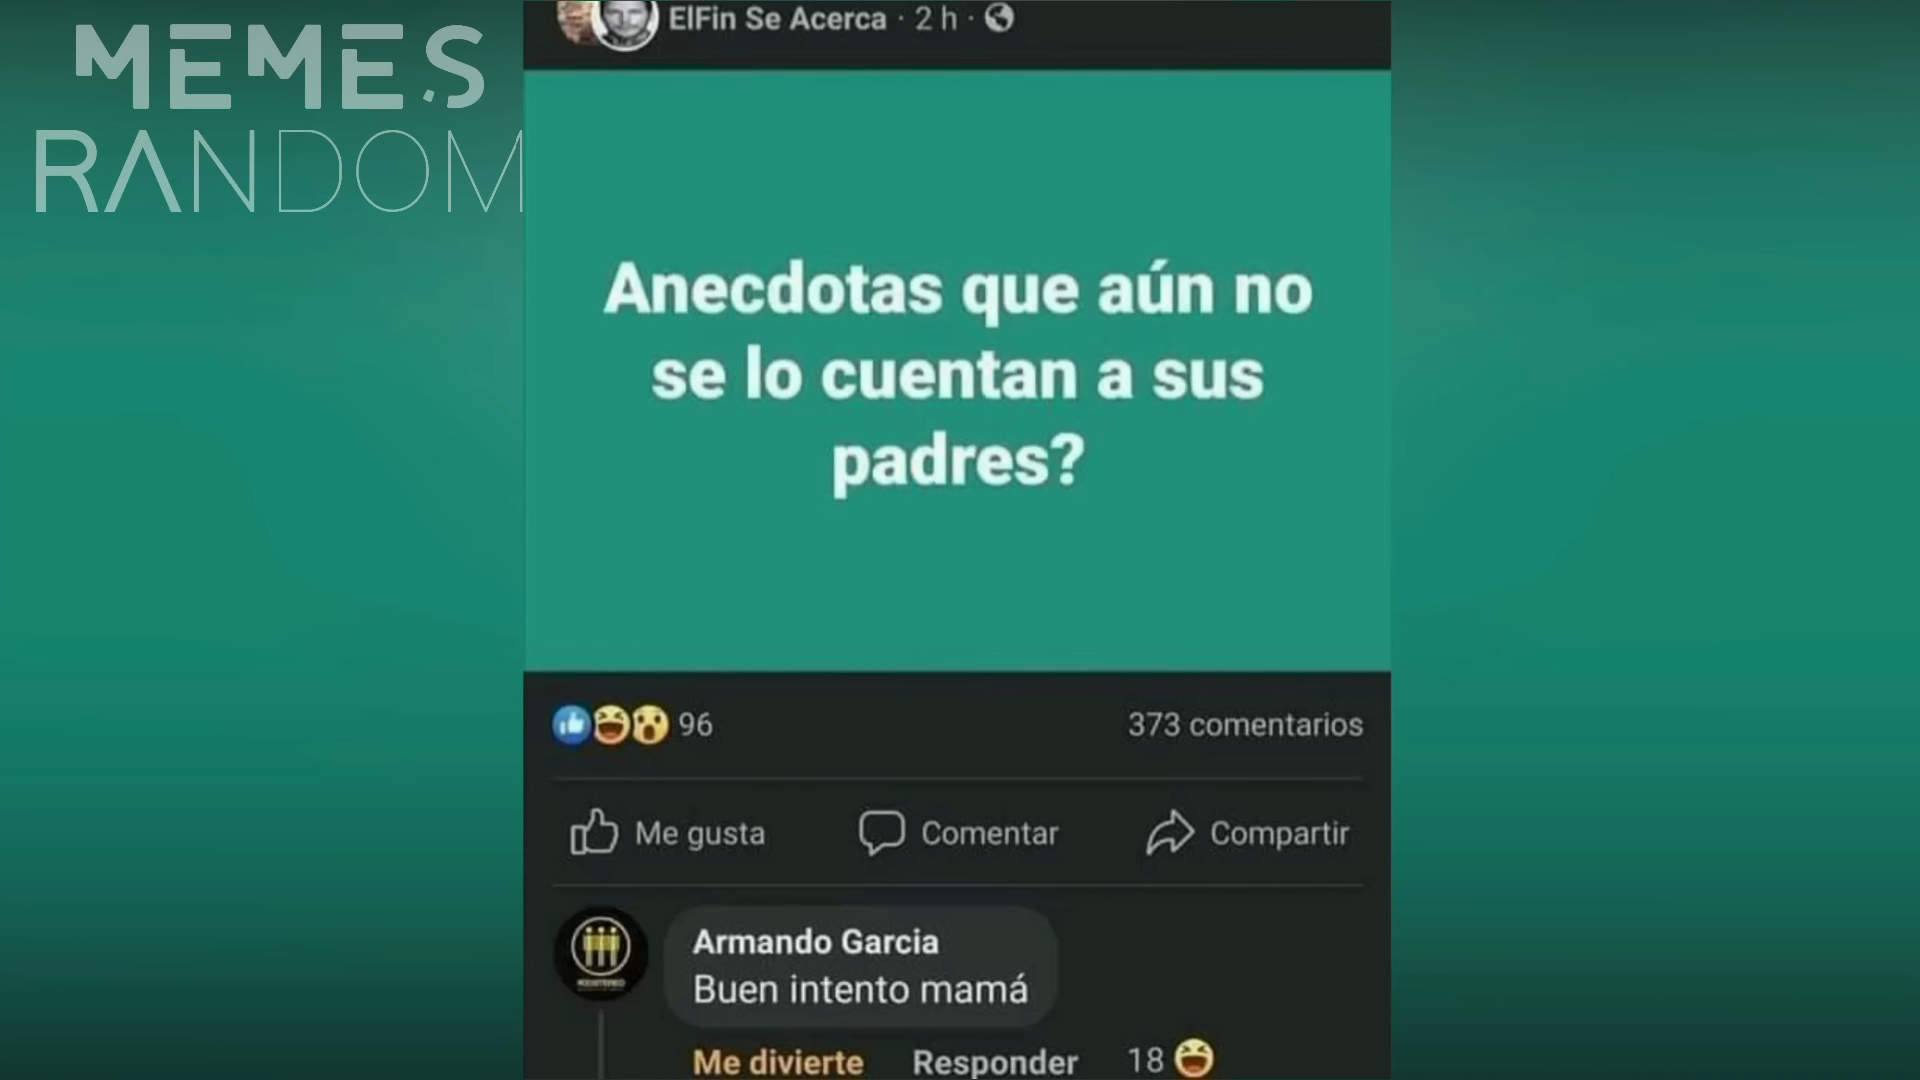 MEMES
RANDOM
ElFin Se Acerca · 2 h ·
Anecdotas que aún no
se lo cuentan a sus
padres?
96
373 comentarios
Me gusta
Comentar
Compartir
Armando Garcia
Buen intento mamá
Me divierte
Responder
18